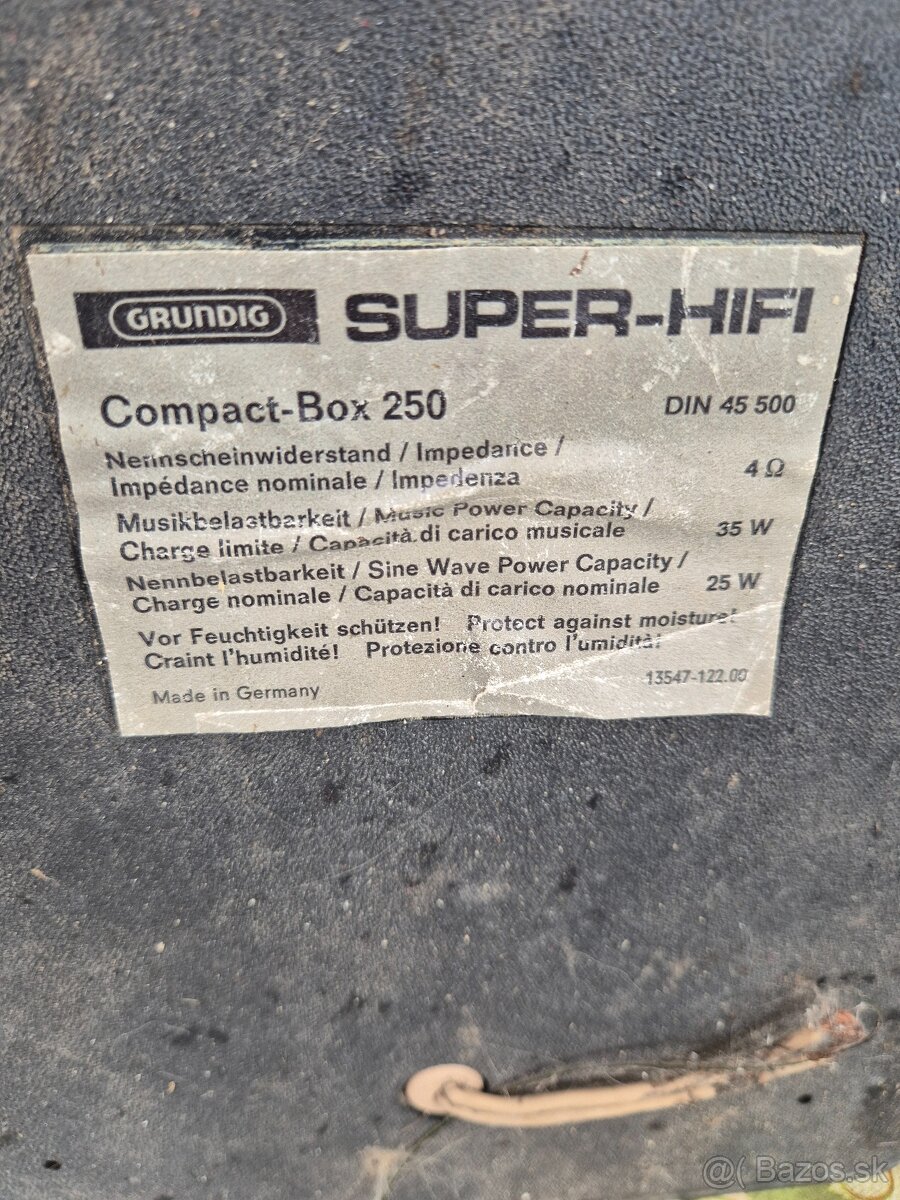 GRUNDIG SUPER-HIFI
Compact-Box 250 DIN 45 500
Nennscheinwiderstand / Impedance /
Impédance nominale / Impedenza 4 Ω
Musikbelastbarkeit / Music Power Capacity /
Charge limite / Capacità di carico musicale 35 W
Nennbelastbarkeit / Sine Wave Power Capacity /
Charge nominale / Capacità di carico nominale 25 W
Vor Feuchtigkeit schützen! Protect against moisture!
Craint l'humidité! Protezione contro l'umidità!
Made in Germany 13547-122.00
@( Bazos.sk